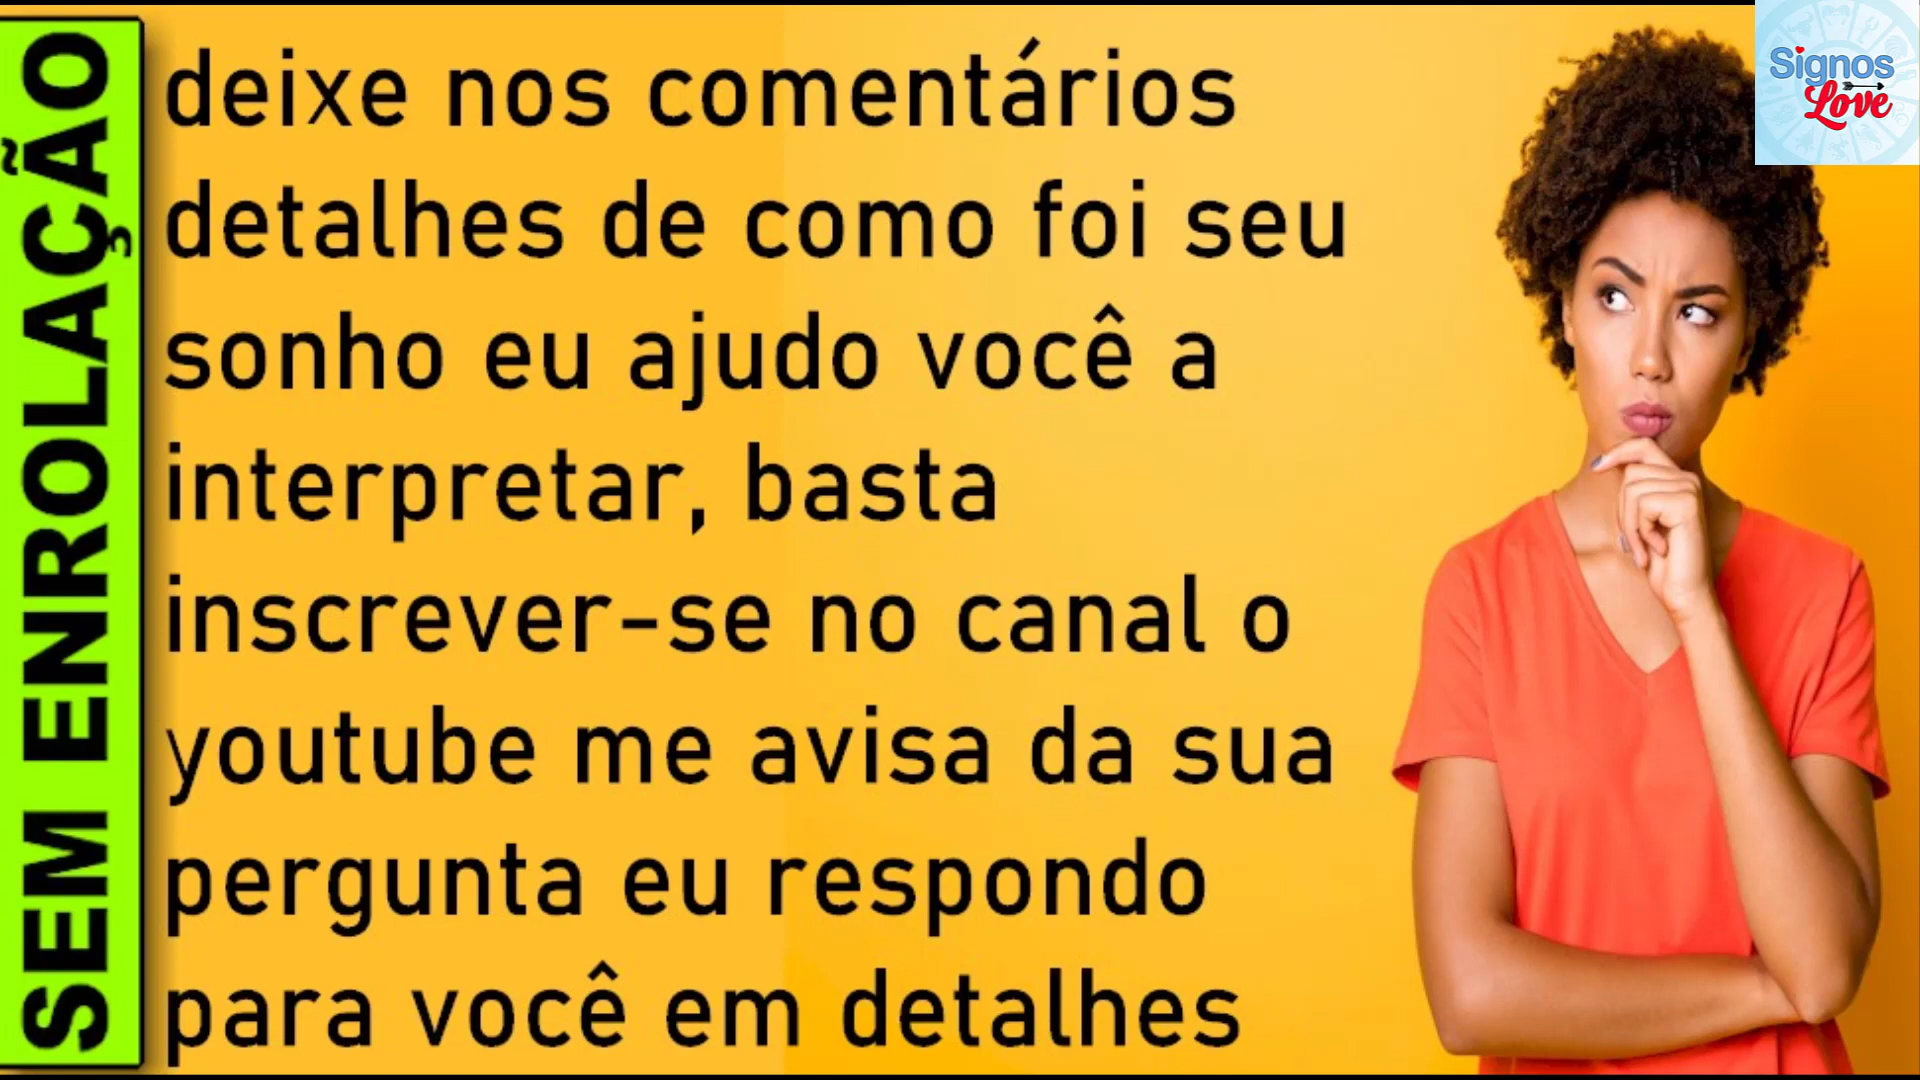 SEM ENROLAÇÃO
deixe nos comentários
detalhes de como foi seu
sonho eu ajudo você a
interpretar, basta
inscrever-se no canal o
youtube me avisa da sua
pergunta eu respondo
para você em detalhes
Signos
Love